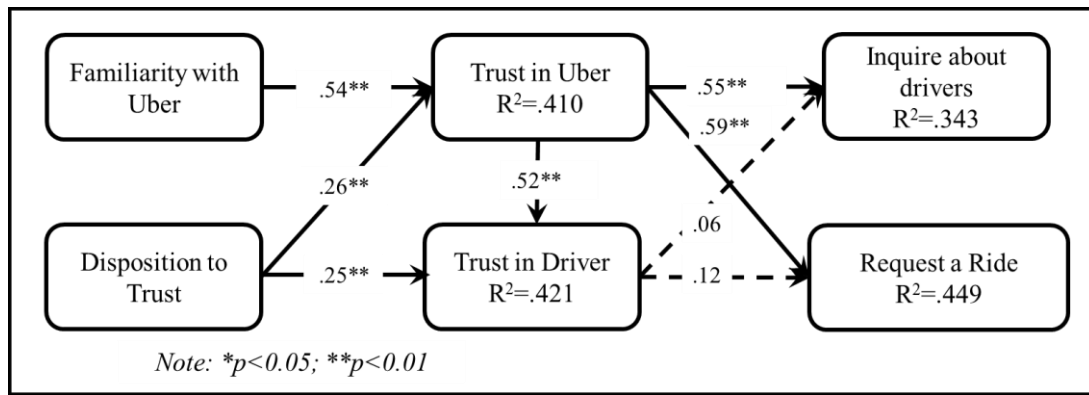 Familiarity with
Uber
.54**
Trust in Uber
R²=.410
.55**
Inquire about
drivers
R²=.343
.59**
.26**
.52**
.06
Disposition to
Trust
.25**
Trust in Driver
R²=.421
.12
Request a Ride
R²=.449
Note: *p<0.05; **p<0.01